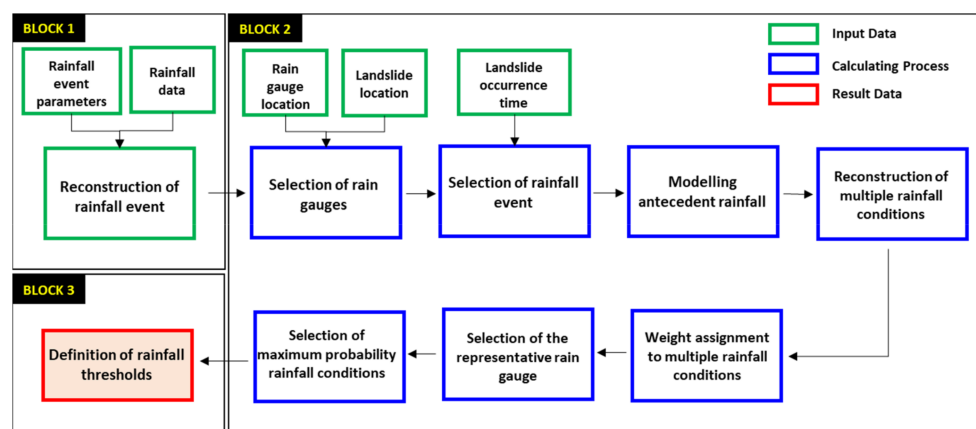 BLOCK 1
Rainfall
event
parameters
Rainfall
data
Reconstruction of
rainfall event
BLOCK 2
Rain
gauge
location
Landslide
location
Landslide
occurrence
time
Input Data
Calculating Process
Result Data
Selection of rain
gauges
Selection of rainfall
event
Modelling
antecedent rainfall
Reconstruction of
multiple rainfall
conditions
BLOCK 3
Definition of rainfall
thresholds
Selection of
maximum probability
rainfall conditions
Selection of the
representative rain
gauge
Weight assignment
to multiple rainfall
conditions